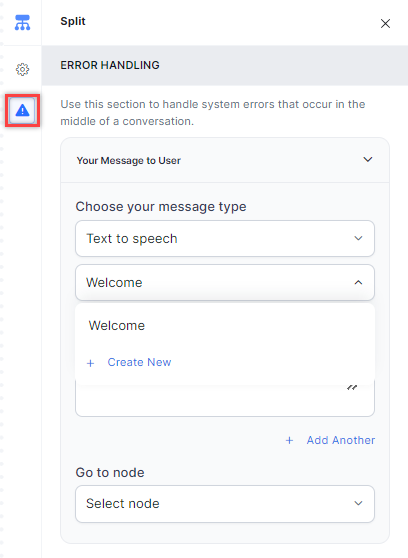 Split
ERROR HANDLING
Use this section to handle system errors that occur in the
middle of a conversation.
Your Message to User
Choose your message type
Text to speech
Welcome
Welcome
+ Create New
+ Add Another
Go to node
Select node